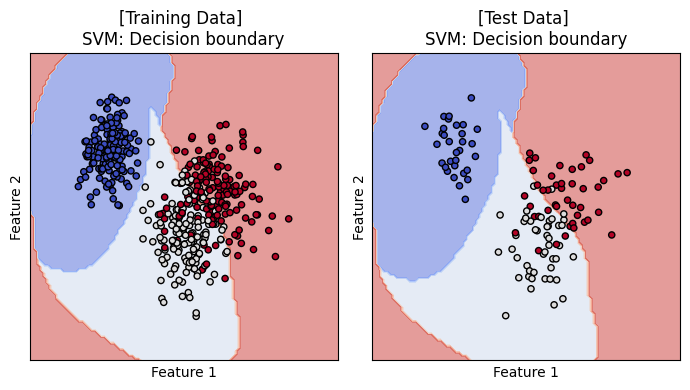 [Training Data]
SVM: Decision boundary
Feature 2
Feature 1
[Test Data]
SVM: Decision boundary
Feature 2
Feature 1